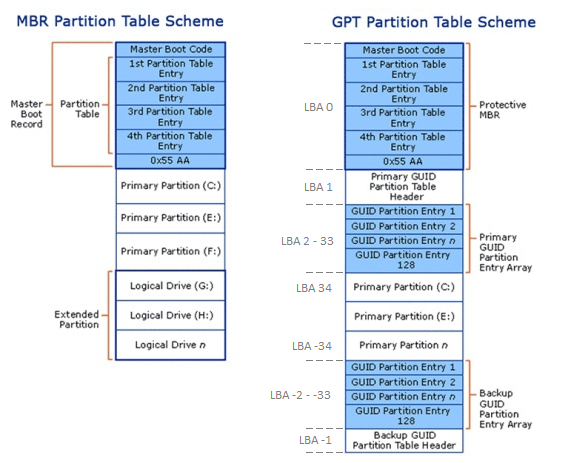 MBR Partition Table Scheme
Master Boot Code
1st Partition Table
Entry
2nd Partition Table
Entry
3rd Partition Table
Entry
4th Partition Table
Entry
0x55 AA
Master
Boot
Record
Partition
Table
Primary Partition (C:)
Primary Partition (E:)
Primary Partition (F:)
Logical Drive (G:)
Logical Drive (H:)
Logical Drive n
Extended
Partition
GPT Partition Table Scheme
LBA 0
Master Boot Code
1st Partition Table
Entry
2nd Partition Table
Entry
3rd Partition Table
Entry
4th Partition Table
Entry
0x55 AA
Protective
MBR
LBA 1
Primary GUID
Partition Table
Header
LBA 2 - 33
GUID Partition Entry 1
GUID Partition Entry 2
GUID Partition Entry n
GUID Partition Entry
128
Primary
GUID
Partition
Entry Array
LBA 34
Primary Partition (C:)
Primary Partition (E:)
LBA -34
Primary Partition n
LBA -2 - -33
GUID Partition Entry 1
GUID Partition Entry 2
GUID Partition Entry n
GUID Partition Entry
128
Backup
GUID
Partition
Entry Array
LBA -1
Backup GUID
Partition Table Header